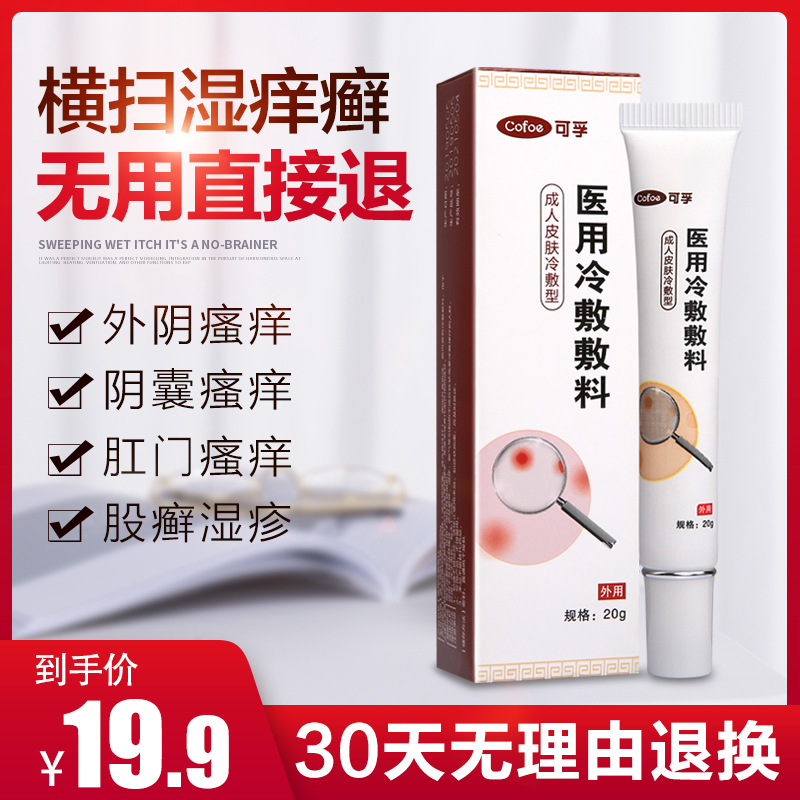 横扫湿痒癣
无用直接退
SWEEPING WET ITCH IT'S A NO-BRAINER
外阴瘙痒
阴囊瘙痒
肛门瘙痒
股癣湿疹
Cofoe 可孚
医用冷敷敷料
成人皮肤冷敷型
外用
规格：20g
Cofoe 可孚
医用冷敷敷料
成人皮肤冷敷型
外用
规格：20g
到手价
¥19.9
30天无理由退换